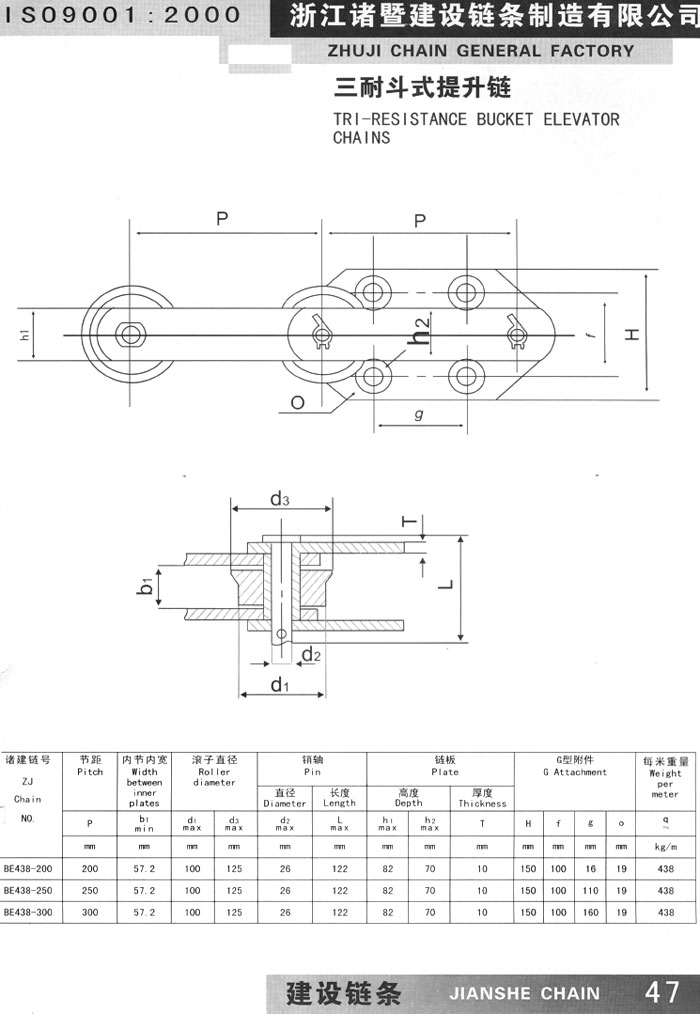 ISO9001:2000
浙江诸暨建设链条制造有限公司
ZHUJI CHAIN GENERAL FACTORY
三耐斗式提升链
TRI-RESISTANCE BUCKET ELEVATOR
CHAINS
P P
h1 h2 f H
O g
d3 T
b1 L
d2
d1
诸建链号 节距 内节内宽 滚子直径 销轴 链板 G型附件 每米重量
ZJ Pitch Width Roller Pin Plate G Attachment Weight
Chain between diameter per
NO. inner meter
plates
直径 长度 高度 厚度
Diameter Length Depth Thickness
P b1 d1 d3 d2 L h1 h2 T H f g o q
min max max max max max max
mm mm mm mm mm mm mm mm mm mm mm mm mm kg/m
BE438-200 200 57.2 100 125 26 122 82 70 10 150 100 16 19 438
BE438-250 250 57.2 100 125 26 122 82 70 10 150 100 110 19 438
BE438-300 300 57.2 100 125 26 122 82 70 10 150 100 160 19 438
建设链条 JIANSHE CHAIN 47